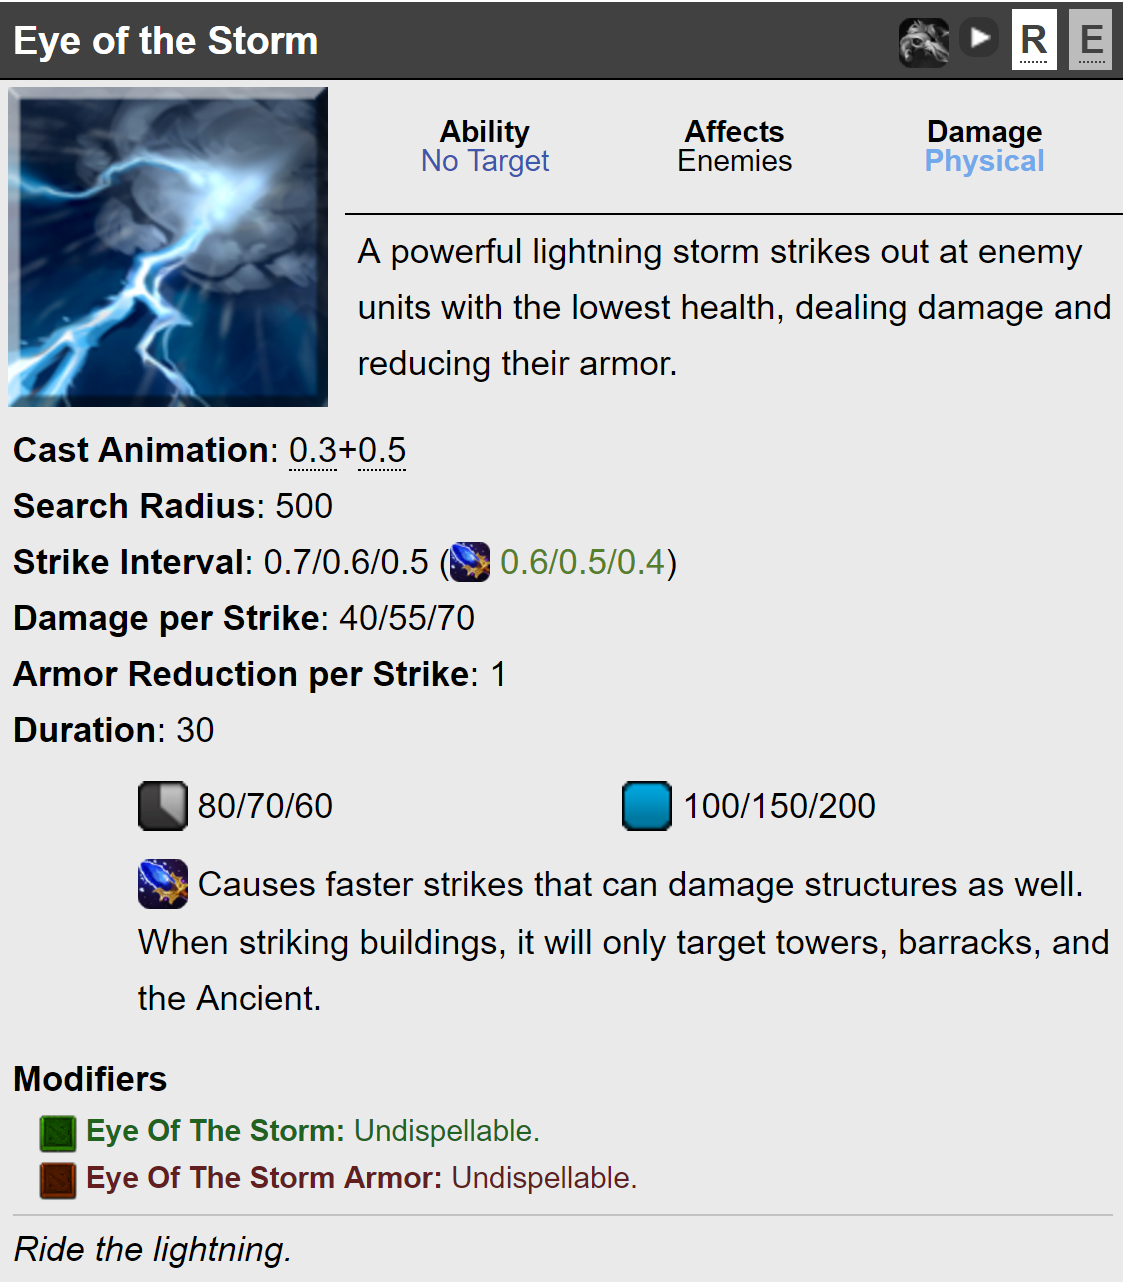 Eye of the Storm
R E
Ability Affects Damage
No Target Enemies Physical
A powerful lightning storm strikes out at enemy
units with the lowest health, dealing damage and
reducing their armor.
Cast Animation: 0.3+0.5
Search Radius: 500
Strike Interval: 0.7/0.6/0.5 ( 0.6/0.5/0.4)
Damage per Strike: 40/55/70
Armor Reduction per Strike: 1
Duration: 30
80/70/60 100/150/200
Causes faster strikes that can damage structures as well.
When striking buildings, it will only target towers, barracks, and
the Ancient.
Modifiers
Eye Of The Storm: Undispellable.
Eye Of The Storm Armor: Undispellable.
Ride the lightning.